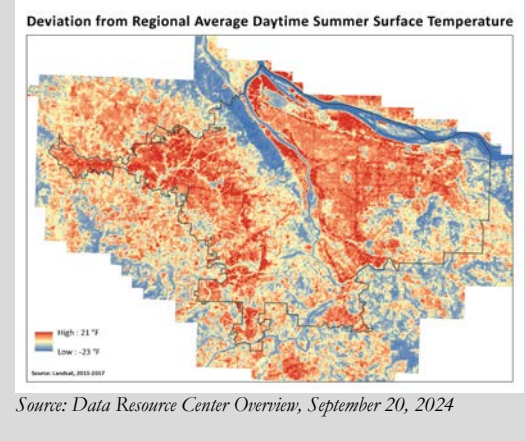 Deviation from Regional Average Daytime Summer Surface Temperature
High : 21 °F
Low : -23 °F
Source: Landsat, 2015-2017
Source: Data Resource Center Overview, September 20, 2024